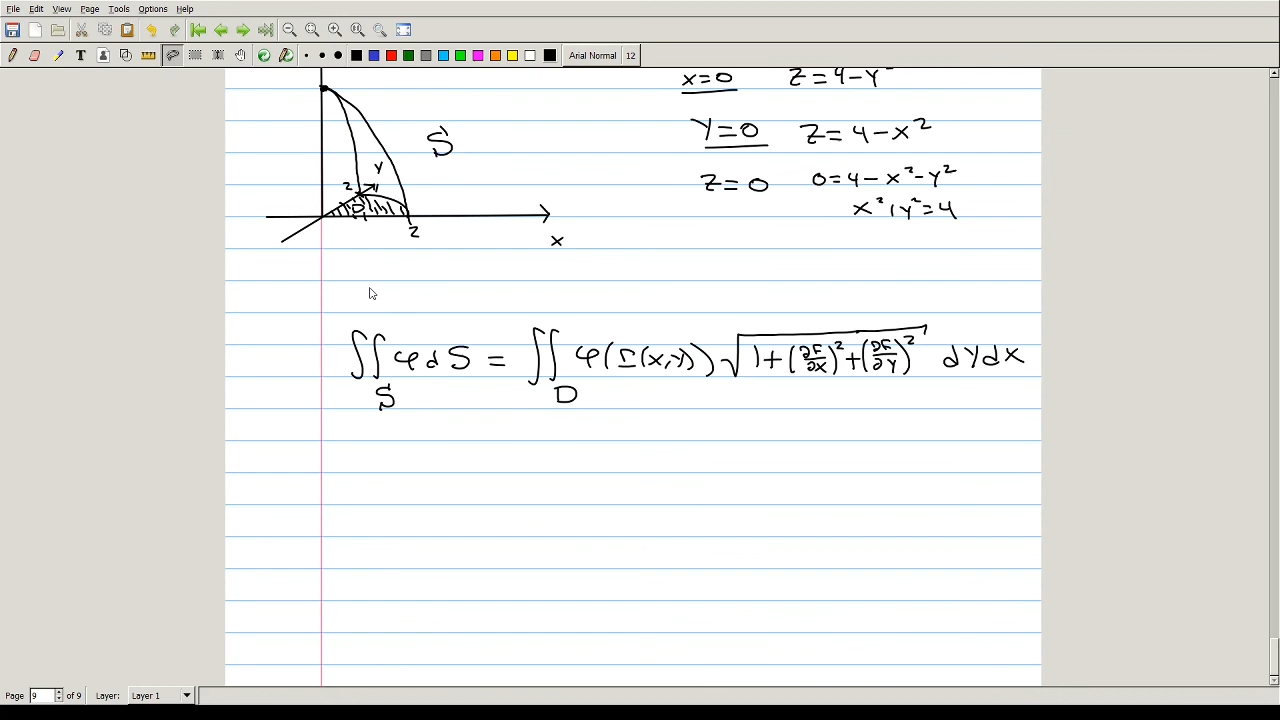 File Edit View Page Tools Options Help
T Arial Normal 12
x=0 z=4-y²
y=0 z=4-x²
z=0 0=4-x²-y²
x²+y²=4
S
y
2
D
2
x
∬_S φ dS = ∬_D φ(r(x,y)) √(1+(∂F/∂x)²+(∂F/∂y)²) dy dx
Page 9 of 9 Layer: Layer 1